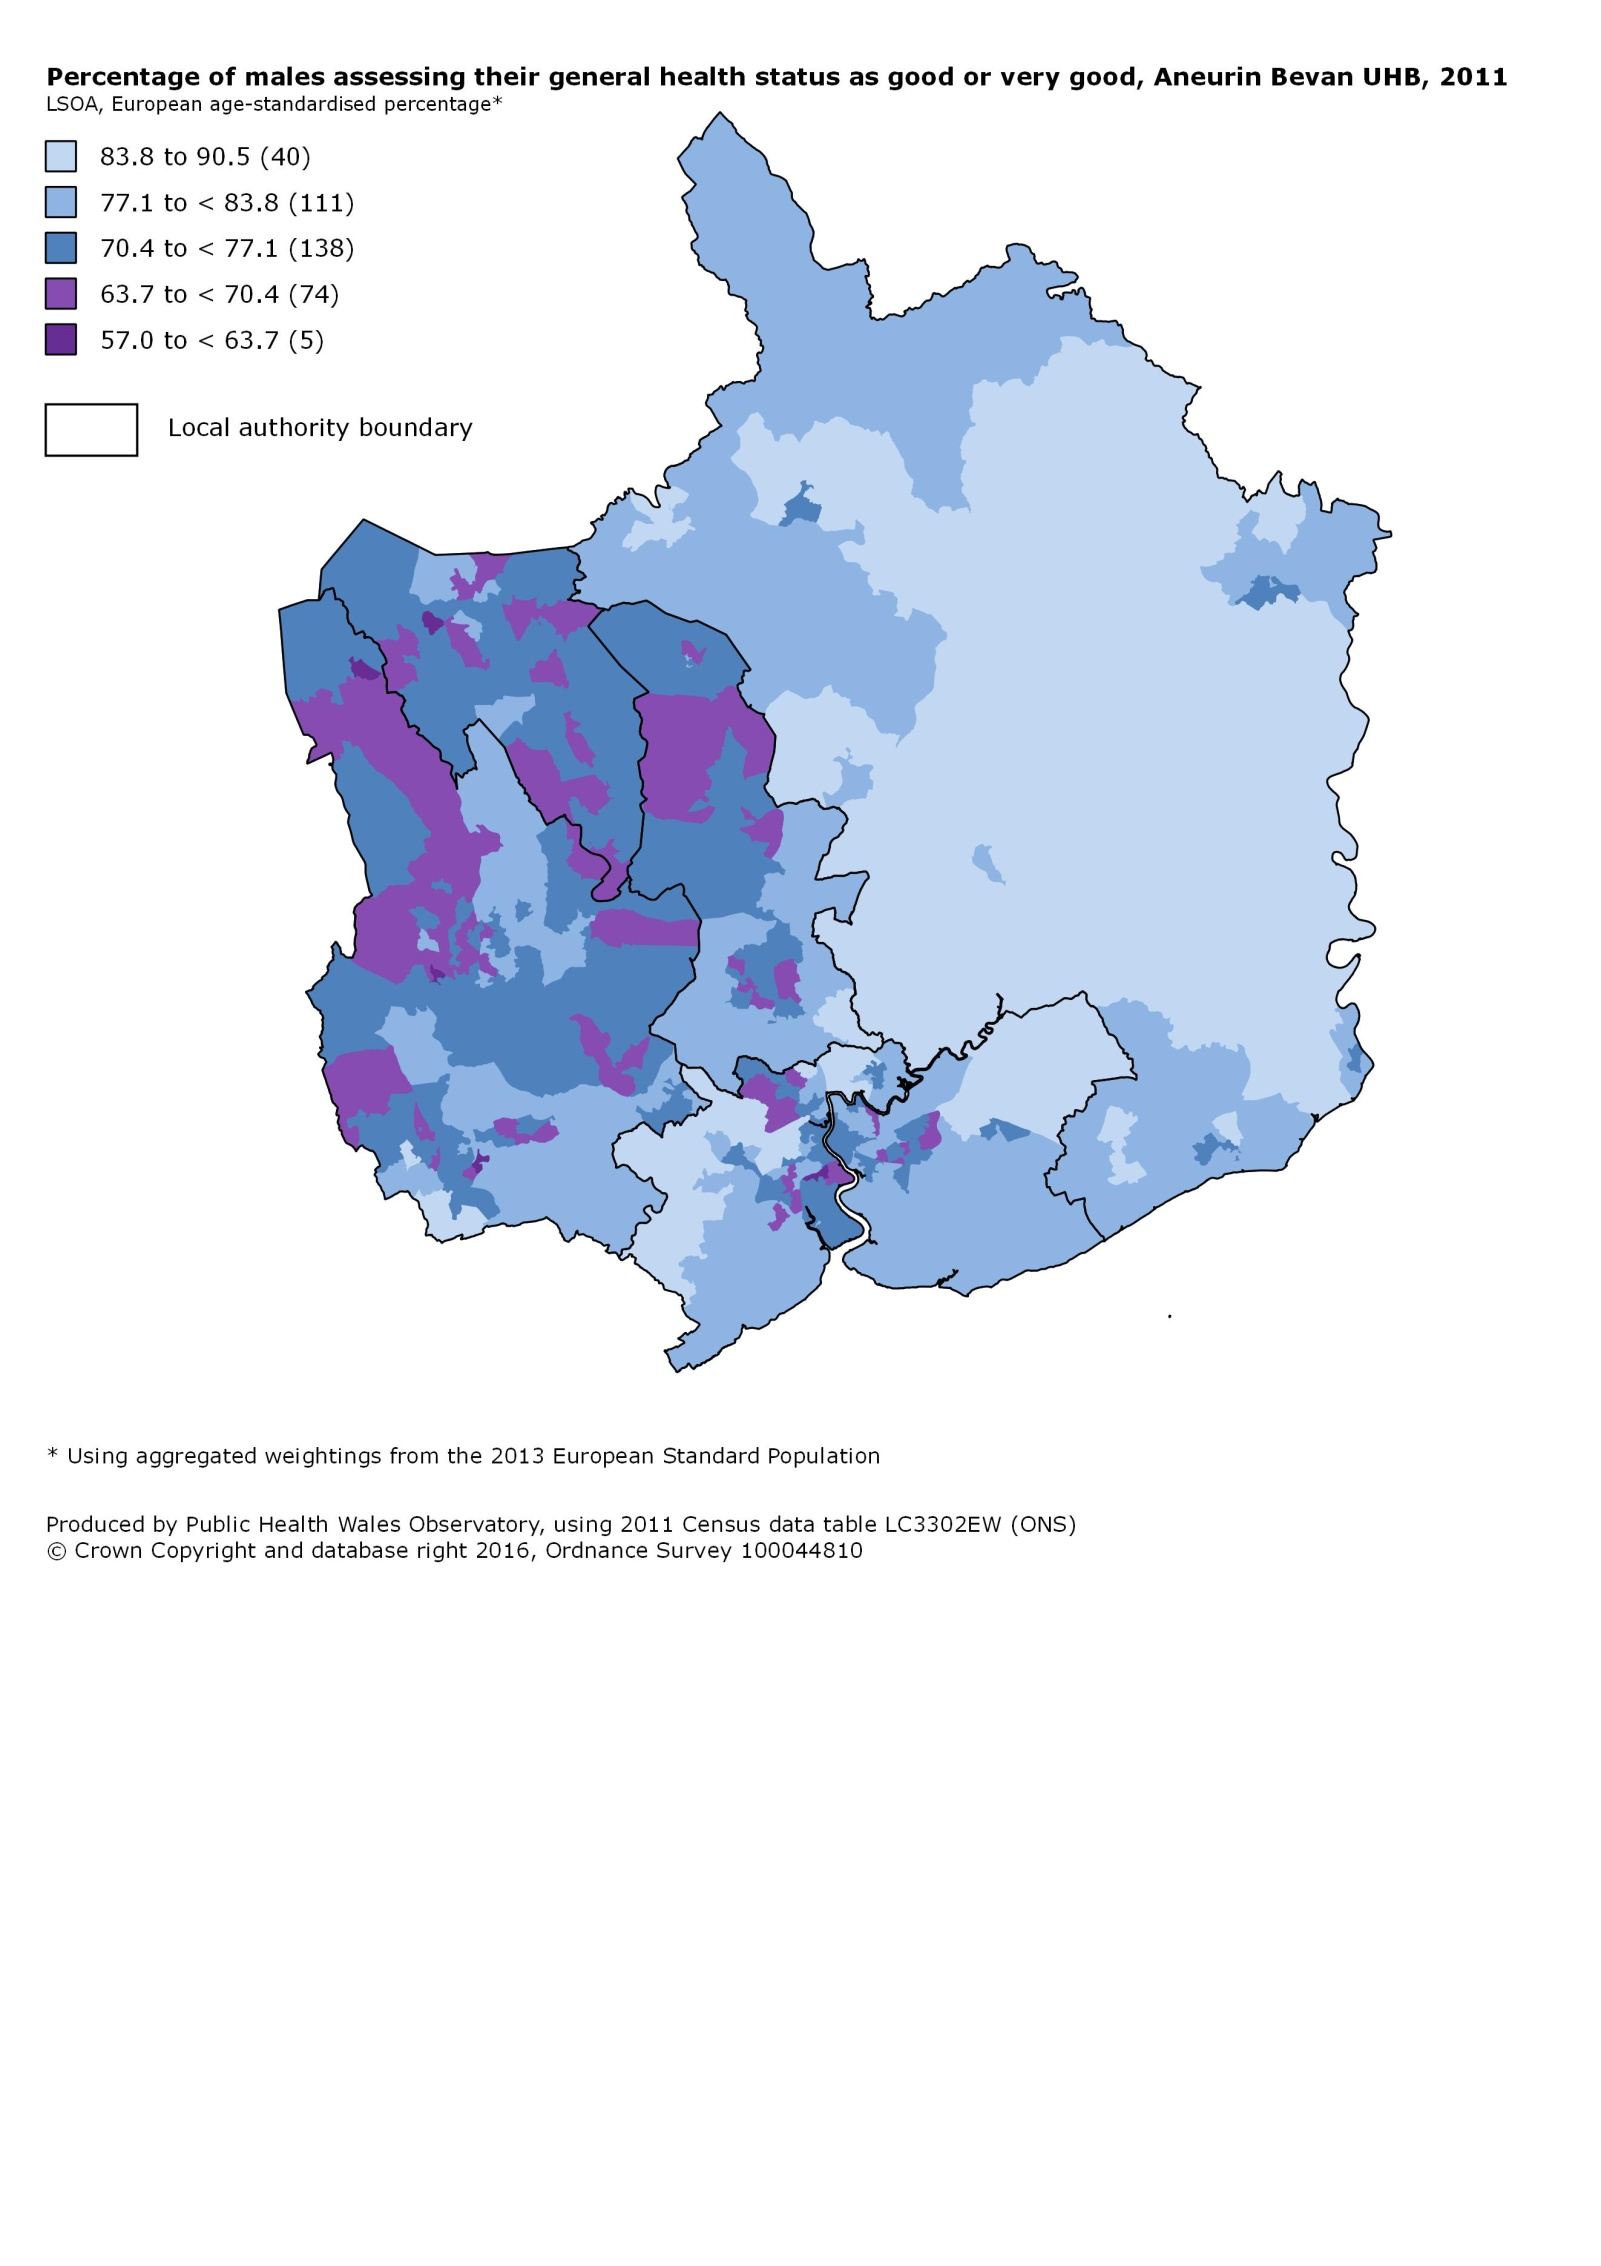 Percentage of males assessing their general health status as good or very good, Aneurin Bevan UHB, 2011
LSOA, European age-standardised percentage*
83.8 to 90.5 (40)
77.1 to < 83.8 (111)
70.4 to < 77.1 (138)
63.7 to < 70.4 (74)
57.0 to < 63.7 (5)
Local authority boundary
* Using aggregated weightings from the 2013 European Standard Population
Produced by Public Health Wales Observatory, using 2011 Census data table LC3302EW (ONS)
© Crown Copyright and database right 2016, Ordnance Survey 100044810